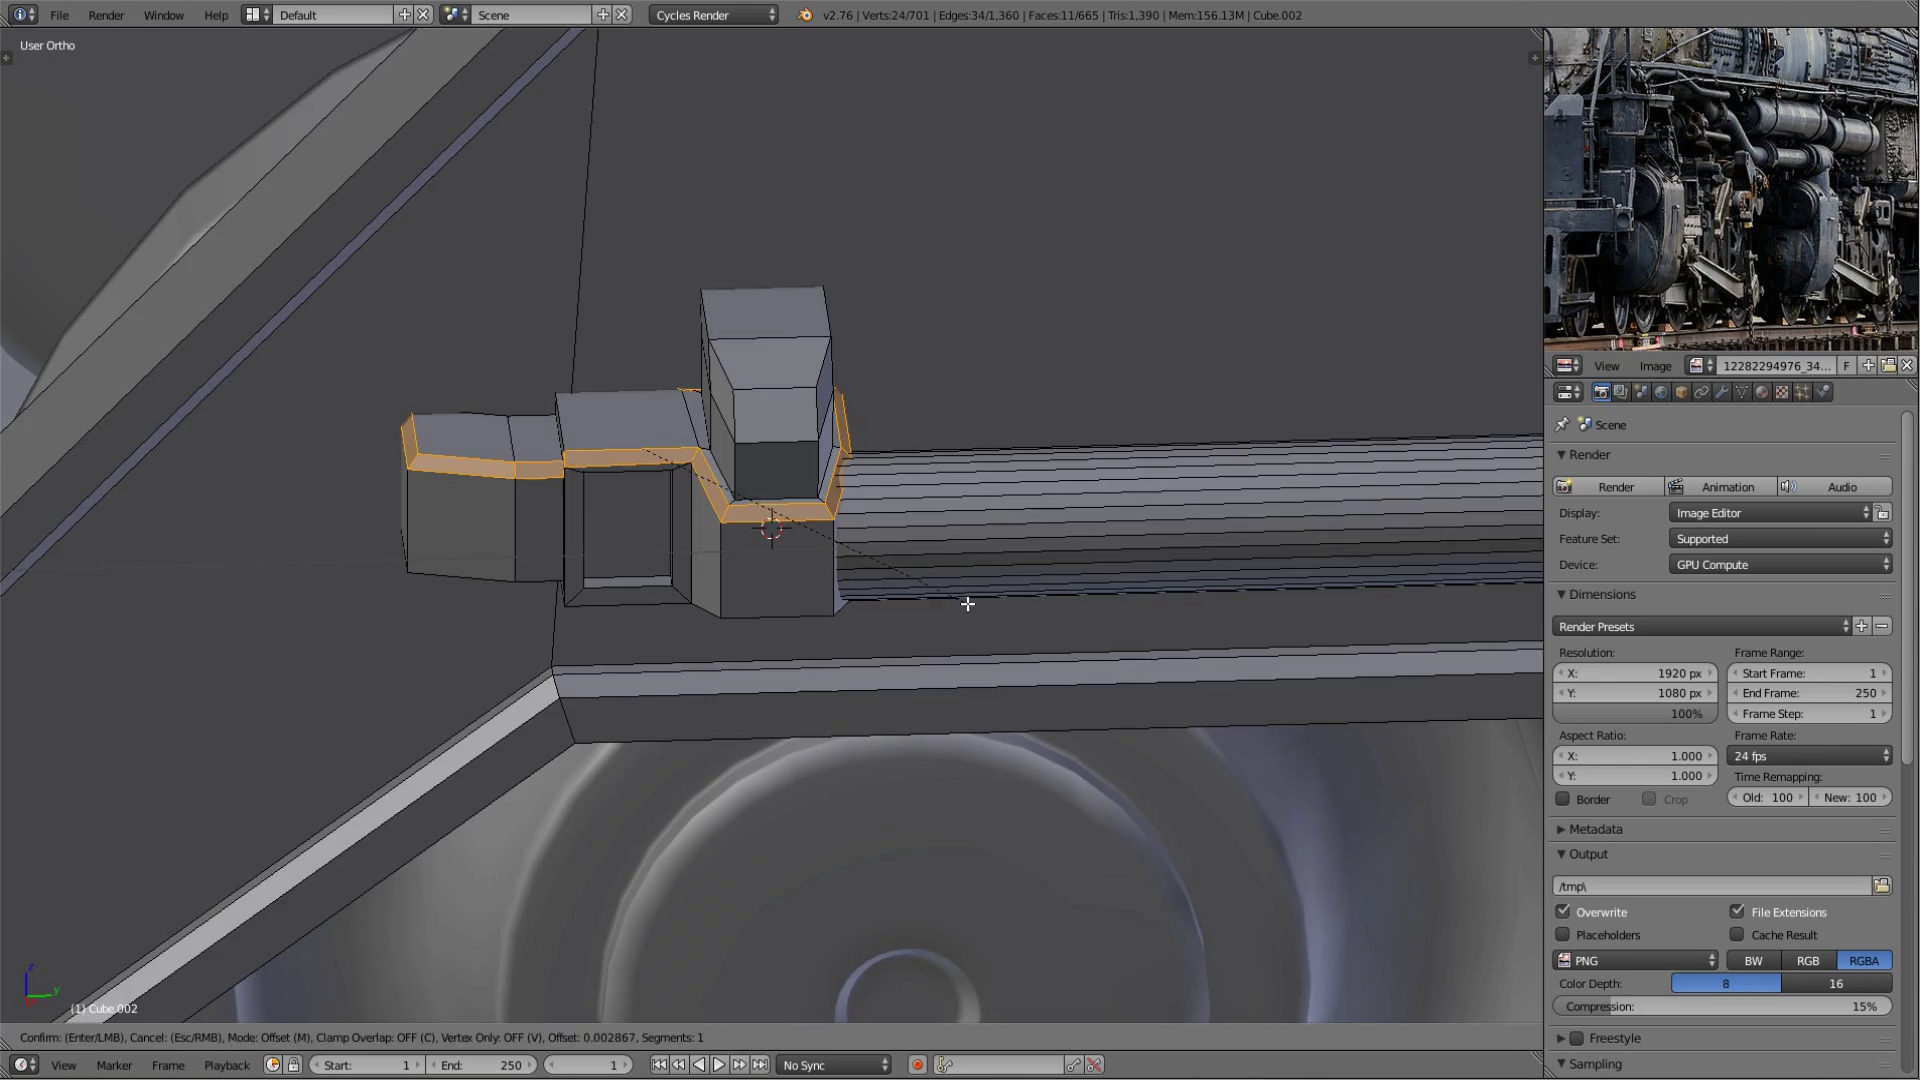 File Render Window Help Default Scene Cycles Render v2.76 | Verts:24/701 | Edges:34/1,360 | Faces:11/665 | Tris:1,390 | Mem:156.13M | Cube.002
User Ortho
View Image 12282294976_34... F
Scene
Render
Render Animation Audio
Display: Image Editor
Feature Set: Supported
Device: GPU Compute
Dimensions
Render Presets
Resolution: Frame Range:
X: 1920 px Start Frame: 1
Y: 1080 px End Frame: 250
100% Frame Step: 1
Aspect Ratio: Frame Rate:
X: 1.000 24 fps
Y: 1.000 Time Remapping:
Border Crop Old: 100 New: 100
Metadata
Output
/tmp\
Overwrite File Extensions
Placeholders Cache Result
PNG BW RGB RGBA
Color Depth: 8 16
Compression: 15%
Freestyle
Sampling
z
y
(1) Cube.002
Confirm: (Enter/LMB), Cancel: (Esc/RMB), Mode: Offset (M), Clamp Overlap: OFF (C), Vertex Only: OFF (V), Offset: 0.002867, Segments: 1
View Marker Frame Playback Start: 1 End: 250 1 No Sync